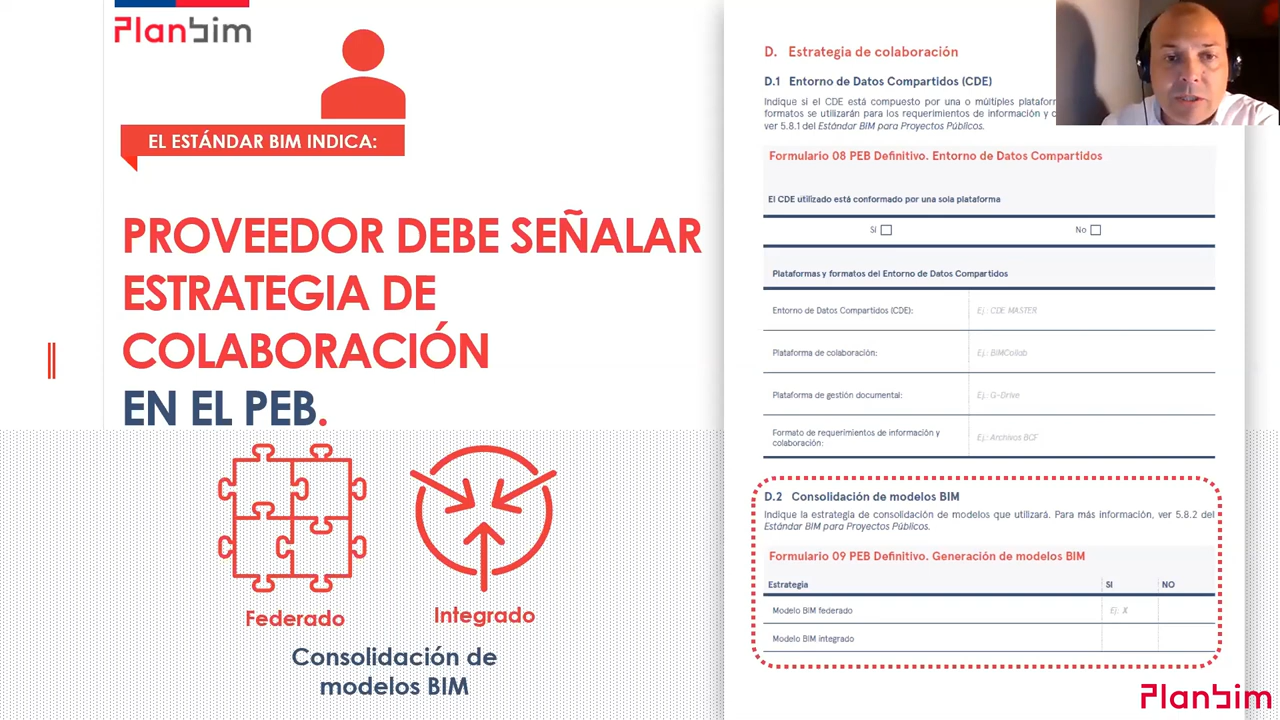 Planbim
EL ESTÁNDAR BIM INDICA:
PROVEEDOR DEBE SEÑALAR
ESTRATEGIA DE
COLABORACIÓN
EN EL PEB.
Federado
Integrado
Consolidación de
modelos BIM
D. Estrategia de colaboración
D.1 Entorno de Datos Compartidos (CDE)
Indique si el CDE está compuesto por una o múltiples
formatos se utilizarán para los requerimientos de información y
ver 5.8.1 del Estándar BIM para Proyectos Públicos.
Formulario 08 PEB Definitivo. Entorno de Datos Compartidos
El CDE utilizado está conformado por una sola plataforma
Sí
No
Plataformas y formatos del Entorno de Datos Compartidos
Entorno de Datos Compartidos (CDE):
Ej.: CDE MASTER
Plataforma de colaboración:
Ej.: BIMCollab
Plataforma de gestión documental:
Ej.: G-Drive
Formato de requerimientos de información y
colaboración:
Ej.: Archivos BCF
D.2 Consolidación de modelos BIM
Indique la estrategia de consolidación de modelos que utilizará. Para más información, ver 5.8.2 del
Estándar BIM para Proyectos Públicos.
Formulario 09 PEB Definitivo. Generación de modelos BIM
Estrategia SI NO
Modelo BIM federado Ej: X
Modelo BIM integrado
Planbim